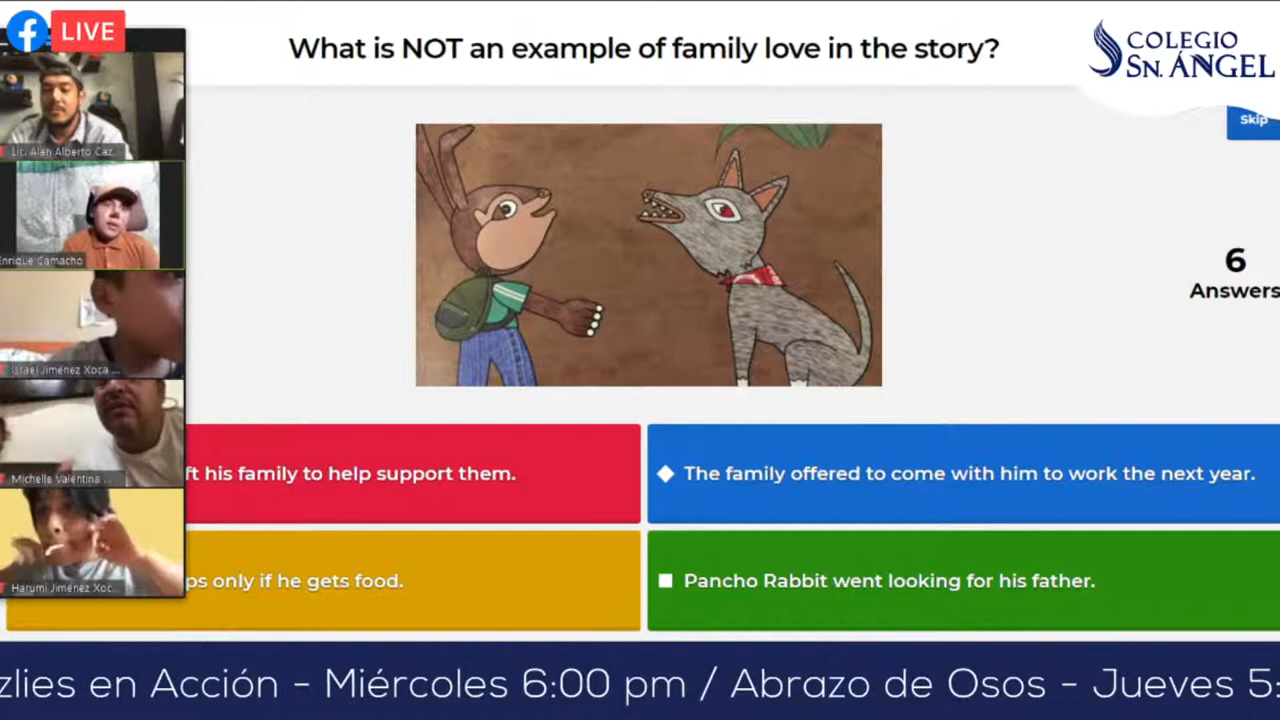 LIVE
What is NOT an example of family love in the story?
COLEGIO
SN. ÁNGEL
Skip
Lic. Alan Alberto Caz...
Enrique Camacho
6
Answers
Israel Jiménez Xoca ...
ft his family to help support them.
The family offered to come with him to work the next year.
Michelle Valentina ...
ps only if he gets food.
Pancho Rabbit went looking for his father.
Harumi Jiménez Xoc...
zlies en Acción - Miércoles 6:00 pm / Abrazo de Osos - Jueves 5: